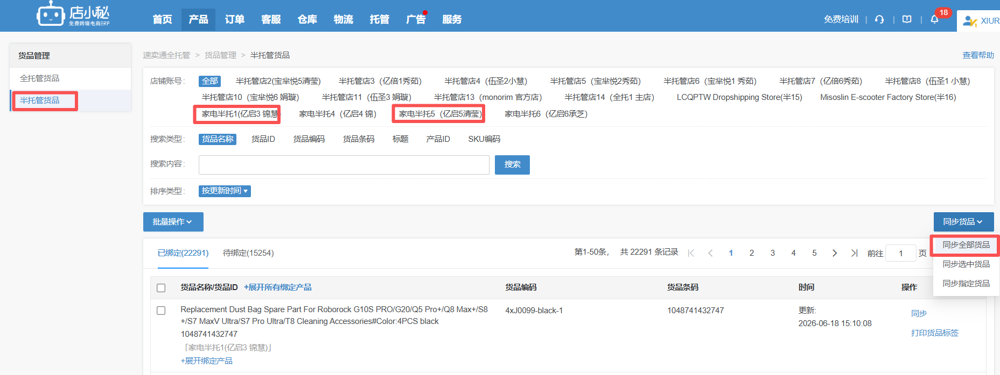 店小秘
免费跨境电商ERP
首页 产品 订单 客服 仓库 物流 托管 广告 服务
免费培训 | | | 18 XIUR
货品管理
全托管货品
半托管货品
速卖通全托管 > 货品管理 > 半托管货品 查看帮助
店铺账号: 全部 半托管店2(宝芈悦5清莹) 半托管店3（亿倍1秀茹） 半托管店4（伍圣2小慧） 半托管店5（宝芈悦2秀茹） 半托管店6（宝芈悦1 秀茹） 半托管店7（亿倍6秀茹） 半托管店8（伍圣1 小慧）
半托管店10（宝芈悦6 娟璇） 半托管店11（伍圣3 娟璇) 半托管店13（monorim 官方店） 半托管店14（全托1 主店） LCQPTW Dropshipping Store(半15) Misoslin E-scooter Factory Store(半16)
家电半托1(亿启3 锦慧) 家电半托4（亿启4 锦） 家电半托5（亿启5清莹) 家电半托6（亿启6承芝）
搜索类型: 货品名称 货品ID 货品编码 货品条码 标题 产品ID SKU编码
搜索内容: 搜索
排序类型: 按更新时间
批量操作 同步货品
同步全部货品
同步选中货品
同步指定货品
已绑定(22291) 待绑定(15254) 第1-50条， 共 22291 条记录 1 2 3 4 5 前往 1 页
货品名称/货品ID +展开所有绑定产品 货品编码 货品条码 时间 操作
Replacement Dust Bag Spare Part For Roborock G10S PRO/G20/Q5 Pro+/Q8 Max+/S8 4xJ0099-black-1 1048741432747 更新: 同步
+/S7 MaxV Ultra/S7 Pro Ultra/T8 Cleaning Accessories#Color:4PCS black 2026-06-18 15:10:08
1048741432747 打印货品标签
「家电半托1(亿启3 锦慧)」
+展开绑定产品